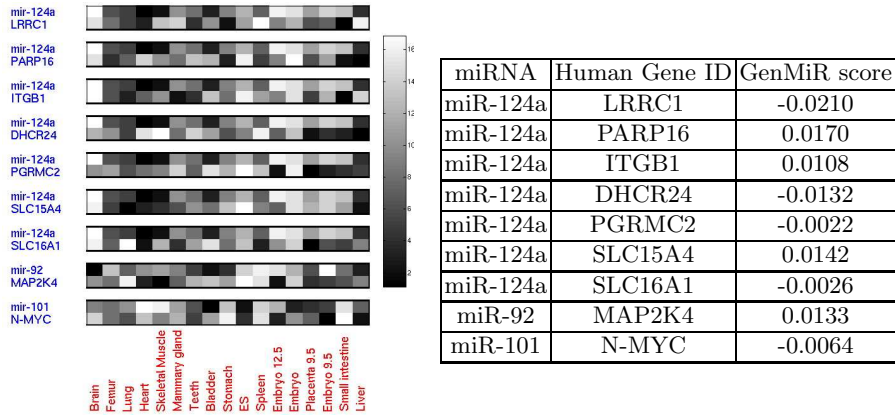 mir-124a
LRRC1
mir-124a
PARP16
mir-124a
ITGB1
mir-124a
DHCR24
mir-124a
PGRMC2
mir-124a
SLC15A4
mir-124a
SLC16A1
mir-92
MAP2K4
mir-101
N-MYC
Brain
Femur
Lung
Heart
Skeletal Muscle
Mammary gland
Teeth
Bladder
Stomach
ES
Spleen
Embryo 12.5
Embryo
Placenta 9.5
Embryo 9.5
Small intestine
Liver
16
14
12
10
8
6
4
2
miRNA Human Gene ID GenMiR score
miR-124a LRRC1 -0.0210
miR-124a PARP16 0.0170
miR-124a ITGB1 0.0108
miR-124a DHCR24 -0.0132
miR-124a PGRMC2 -0.0022
miR-124a SLC15A4 0.0142
miR-124a SLC16A1 -0.0026
miR-92 MAP2K4 0.0133
miR-101 N-MYC -0.0064